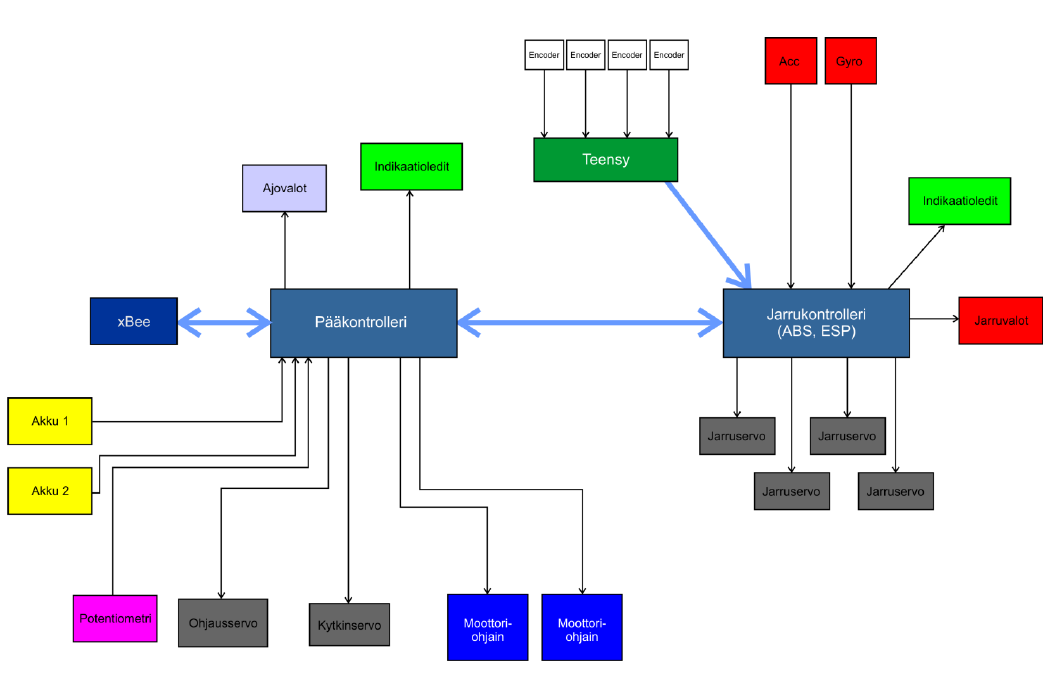 Encoder
Encoder
Encoder
Encoder
Acc
Gyro
Teensy
Indikaatioledit
Ajovalot
Indikaatioledit
xBee
Pääkontrolleri
Jarrukontrolleri
(ABS, ESP)
Jarruvalot
Akku 1
Akku 2
Jarruservo
Jarruservo
Jarruservo
Jarruservo
Potentiometri
Ohjausservo
Kytkinservo
Moottori-
ohjain
Moottori-
ohjain